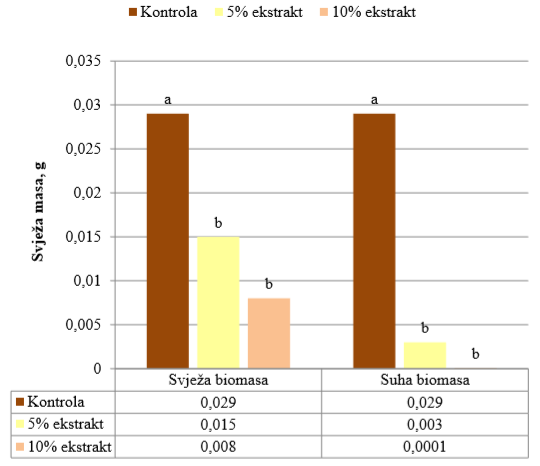 Kontrola 5% ekstrakt 10% ekstrakt
0,035
0,03
0,025
0,02
0,015
0,01
0,005
0
Svježa masa, g
a
b
b
a
b
b
Svježa biomasa Suha biomasa
Kontrola 0,029 0,029
5% ekstrakt 0,015 0,003
10% ekstrakt 0,008 0,0001